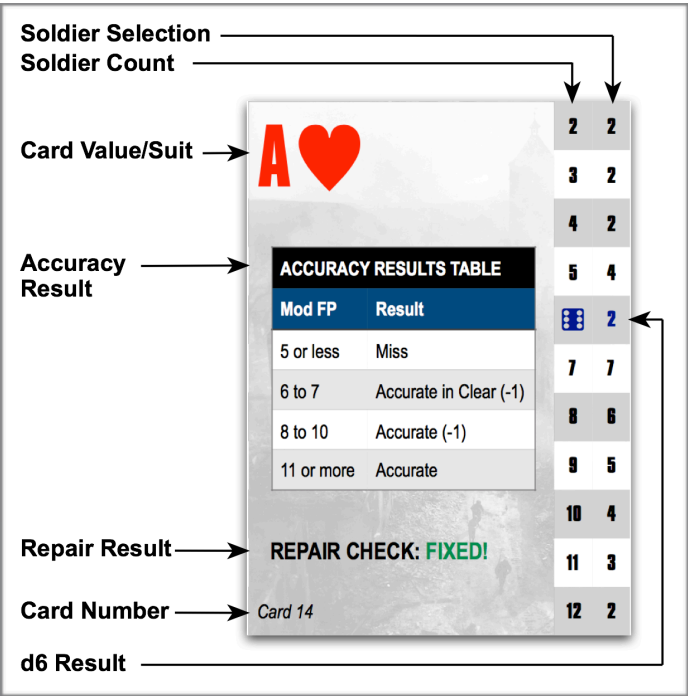 Soldier Selection
Soldier Count
Card Value/Suit
A
Accuracy
Result
ACCURACY RESULTS TABLE
Mod FP Result
5 or less Miss
6 to 7 Accurate in Clear (-1)
8 to 10 Accurate (-1)
11 or more Accurate
Repair Result
REPAIR CHECK: FIXED!
Card Number
Card 14
d6 Result
2 2
3 2
4 2
5 4
2
7 7
8 6
9 5
10 4
11 3
12 2